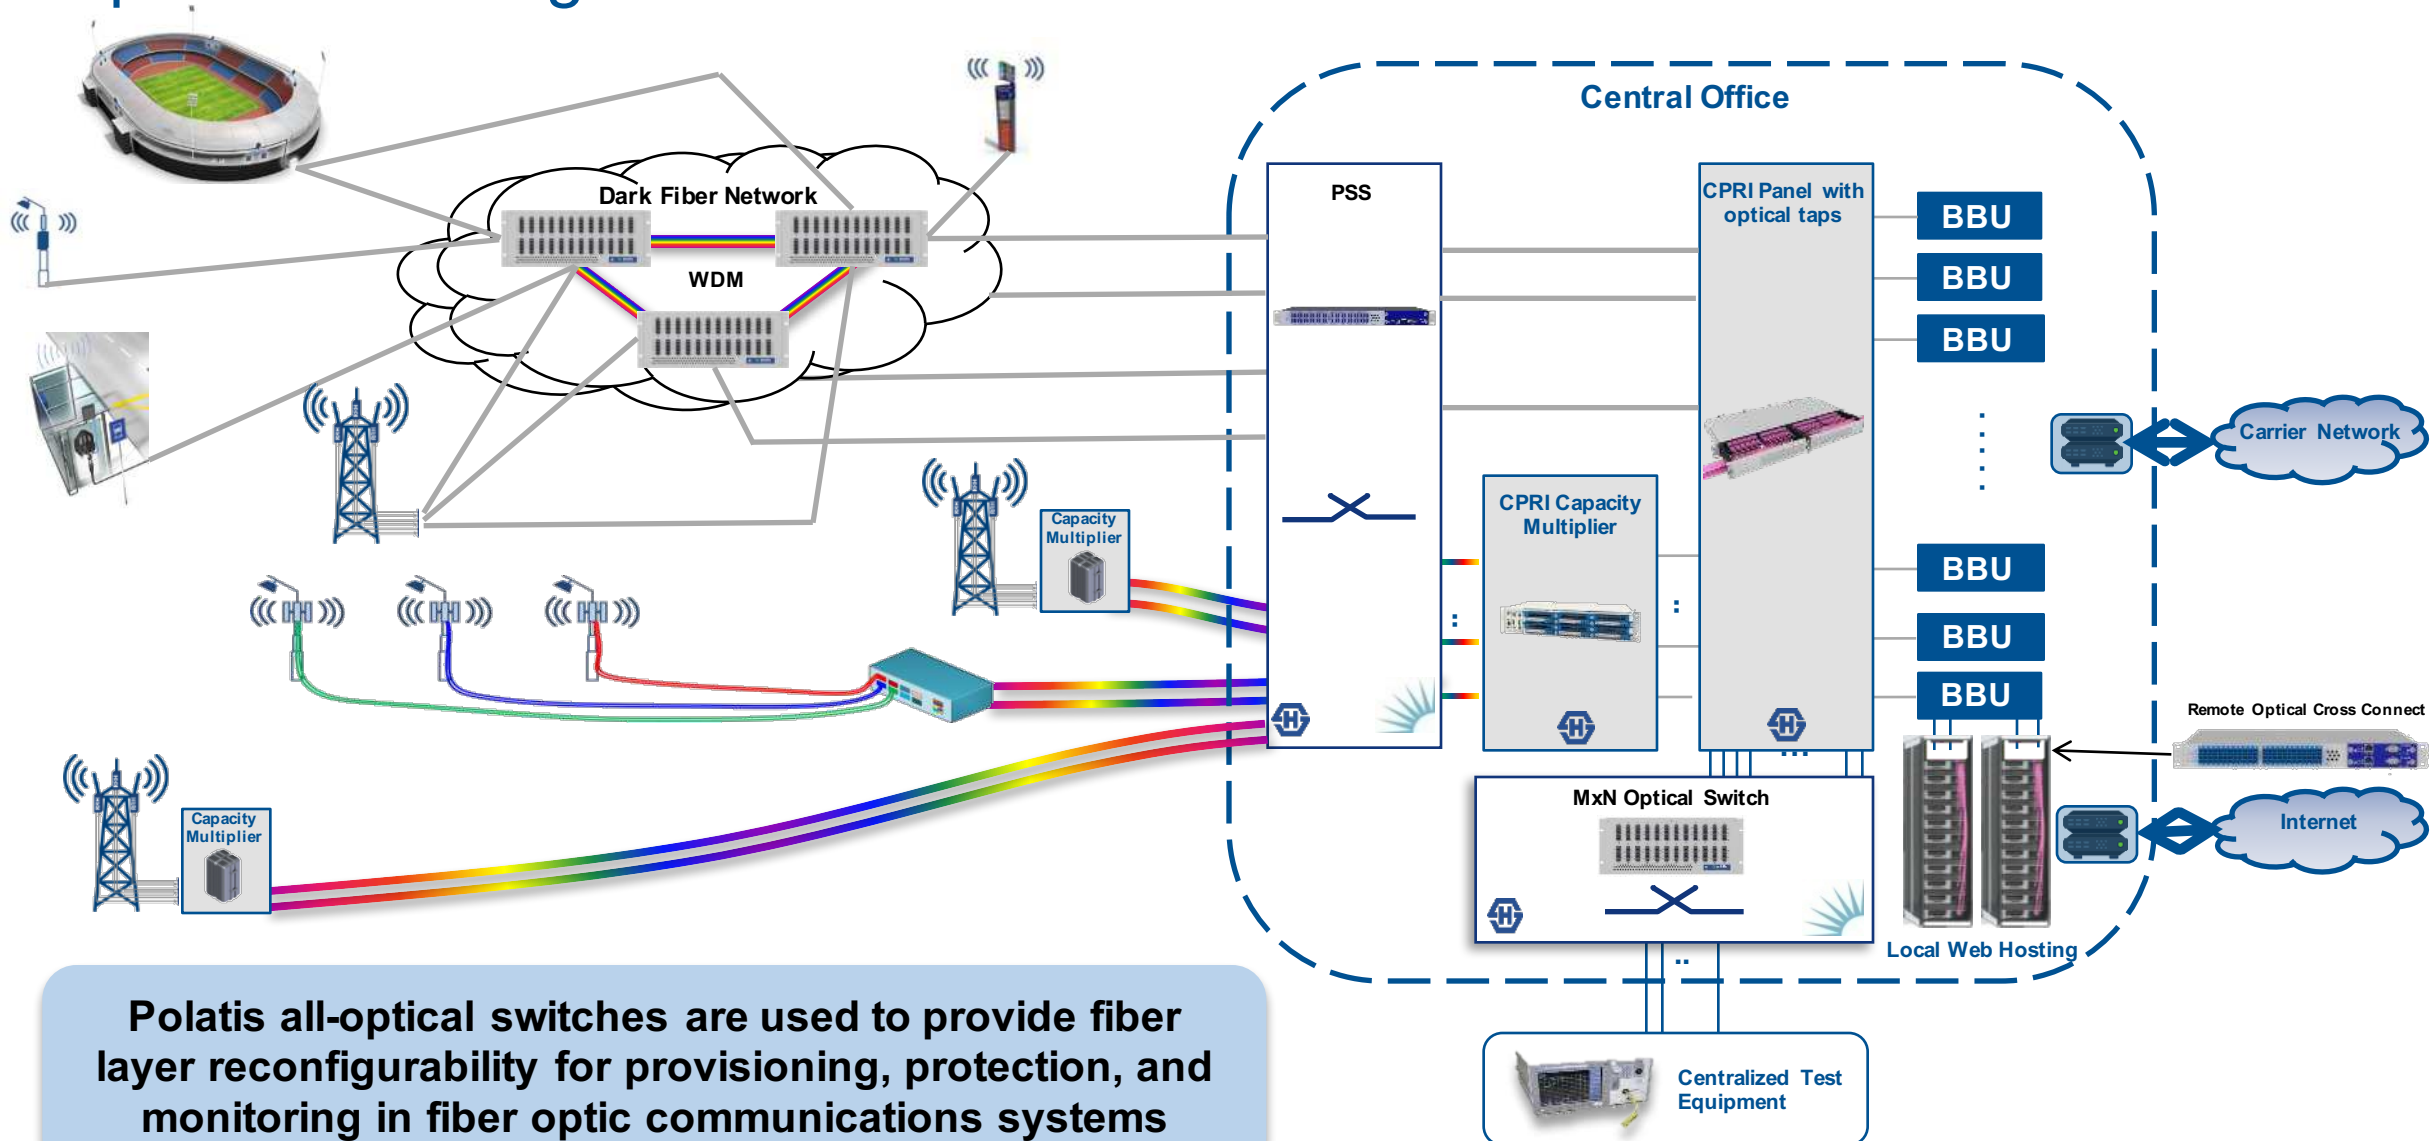 Central Office
Dark Fiber Network
WDM
PSS
CPRI Panel with
optical taps
BBU
BBU
BBU
Carrier Network
CPRI Capacity
Multiplier
Capacity
Multiplier
BBU
BBU
BBU
Remote Optical Cross Connect
MxN Optical Switch
Internet
Capacity
Multiplier
Local Web Hosting
Polatis all-optical switches are used to provide fiber
layer reconfigurability for provisioning, protection, and
monitoring in fiber optic communications systems
Centralized Test
Equipment